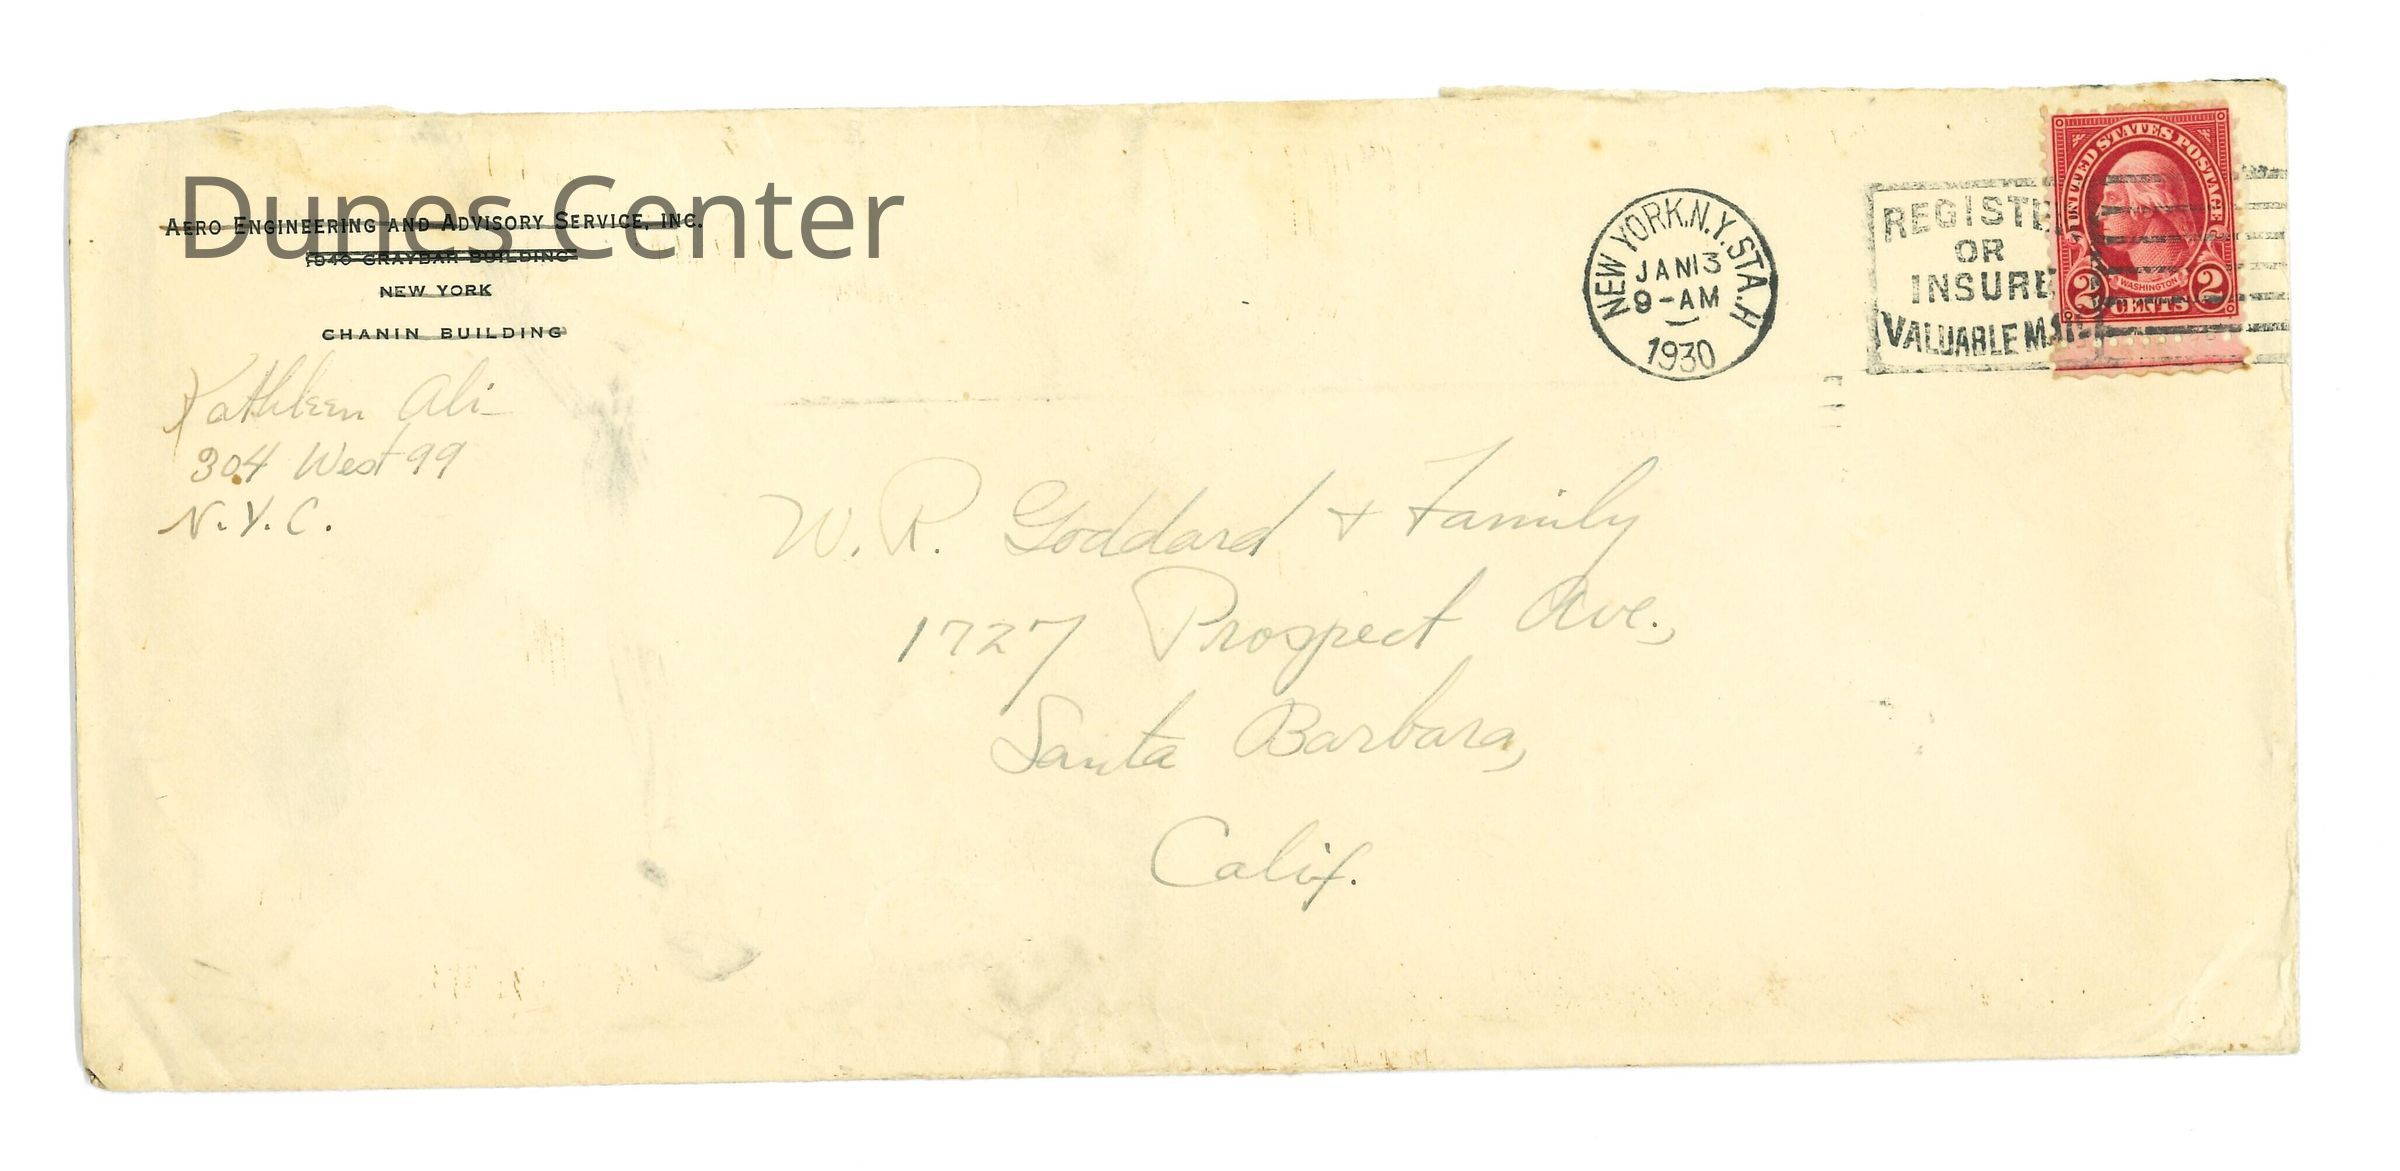 Dunes Center
AERO ENGINEERING AND ADVISORY SERVICE, INC.
1940 GRAYBAR BUILDING
NEW YORK
CHANIN BUILDING
Kathleen Ali
304 West 99
N.Y.C.
NEW YORK, N.Y. STA. H
JAN 13
9-AM
1930
REGISTE
OR
INSURE
VALUABLE MAIL
UNITED STATES POSTAGE
WASHINGTON
2 CENTS 2
W. R. Goddard + Family
1727 Prospect Ave.,
Santa Barbara,
Calif.